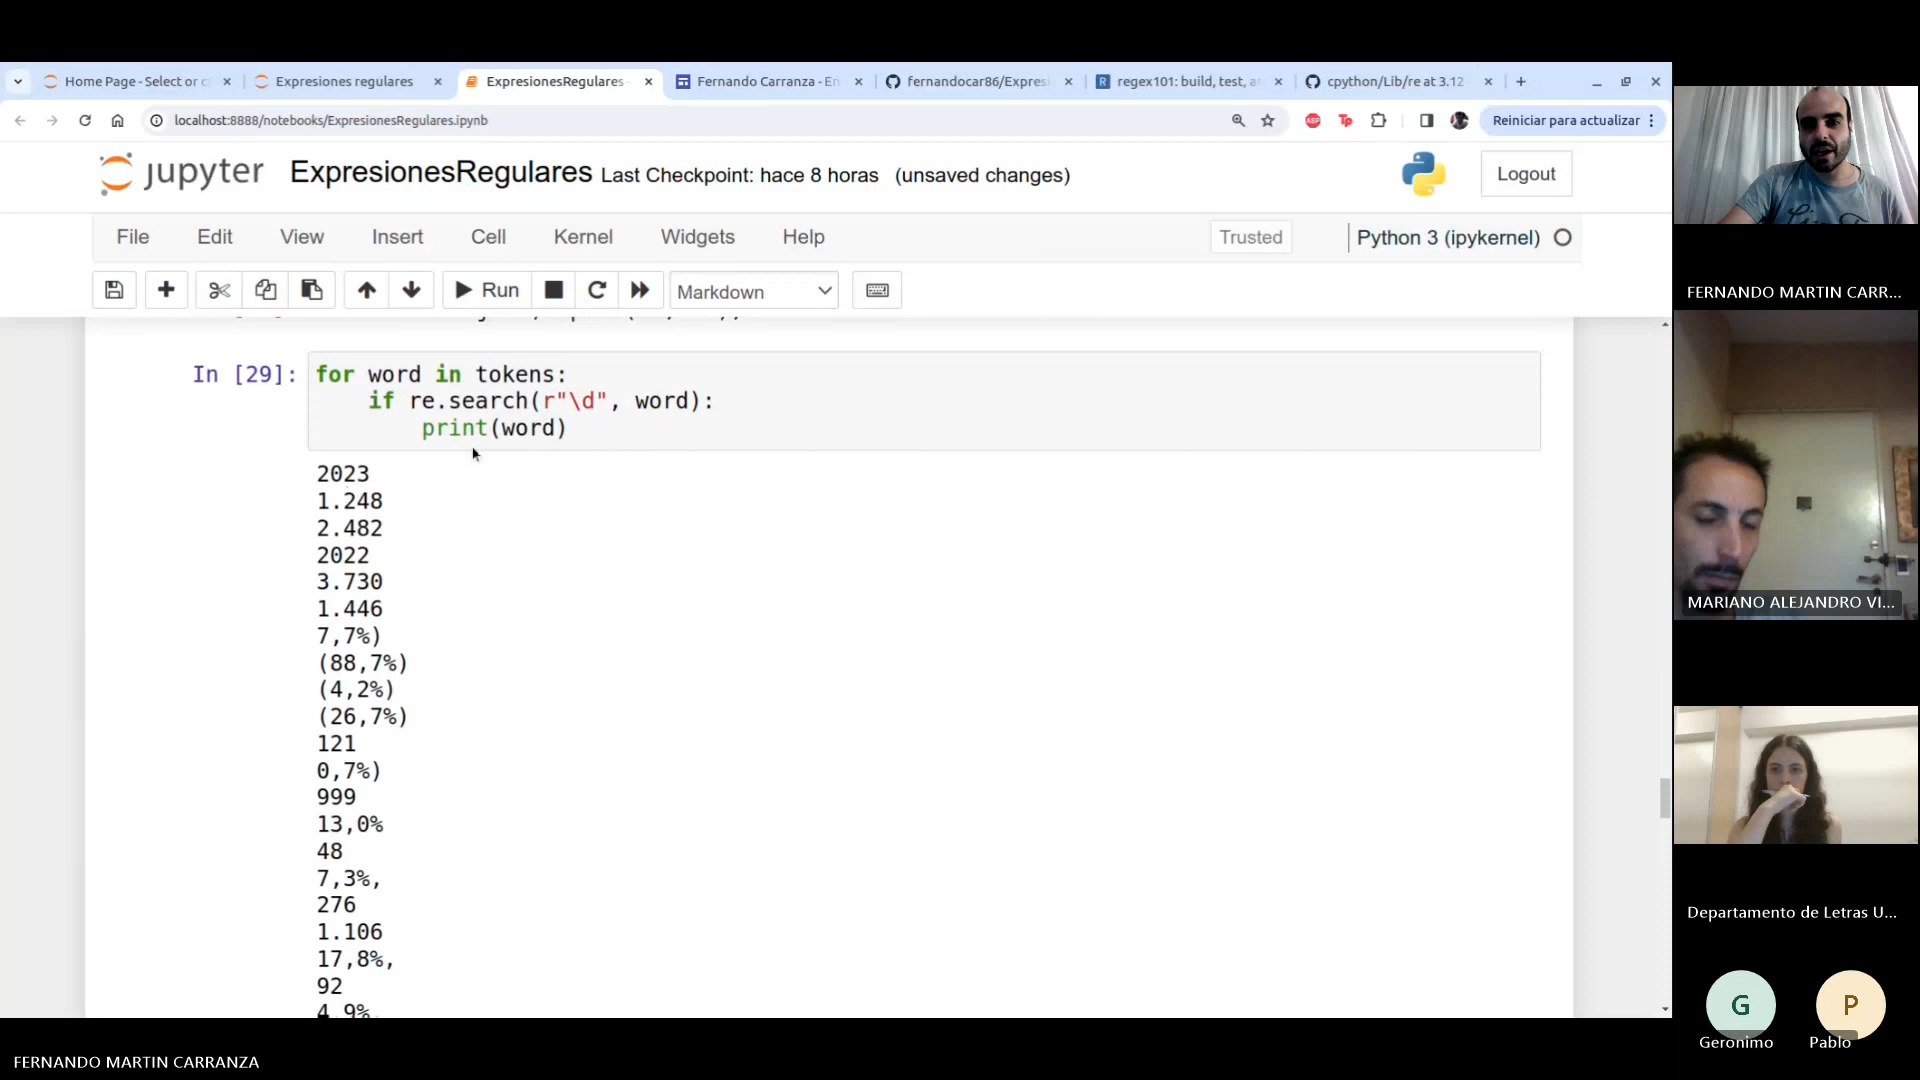 Home Page - Select or c
Expresiones regulares
ExpresionesRegulares -
Fernando Carranza - En
fernandocar86/Expresi
regex101: build, test, a
cpython/Lib/re at 3.12
localhost:8888/notebooks/ExpresionesRegulares.ipynb
ABP
Tp
Reiniciar para actualizar
jupyter
ExpresionesRegulares Last Checkpoint: hace 8 horas (unsaved changes)
Logout
File Edit View Insert Cell Kernel Widgets Help
Trusted
Python 3 (ipykernel)
Run
Markdown
In [29]:
for word in tokens:
    if re.search(r"\d", word):
        print(word)
2023
1.248
2.482
2022
3.730
1.446
7,7%)
(88,7%)
(4,2%)
(26,7%)
121
0,7%)
999
13,0%
48
7,3%,
276
1.106
17,8%,
92
4,9%,
FERNANDO MARTIN CARR...
MARIANO ALEJANDRO VI...
Departamento de Letras U...
G
P
Geronimo
Pablo
FERNANDO MARTIN CARRANZA